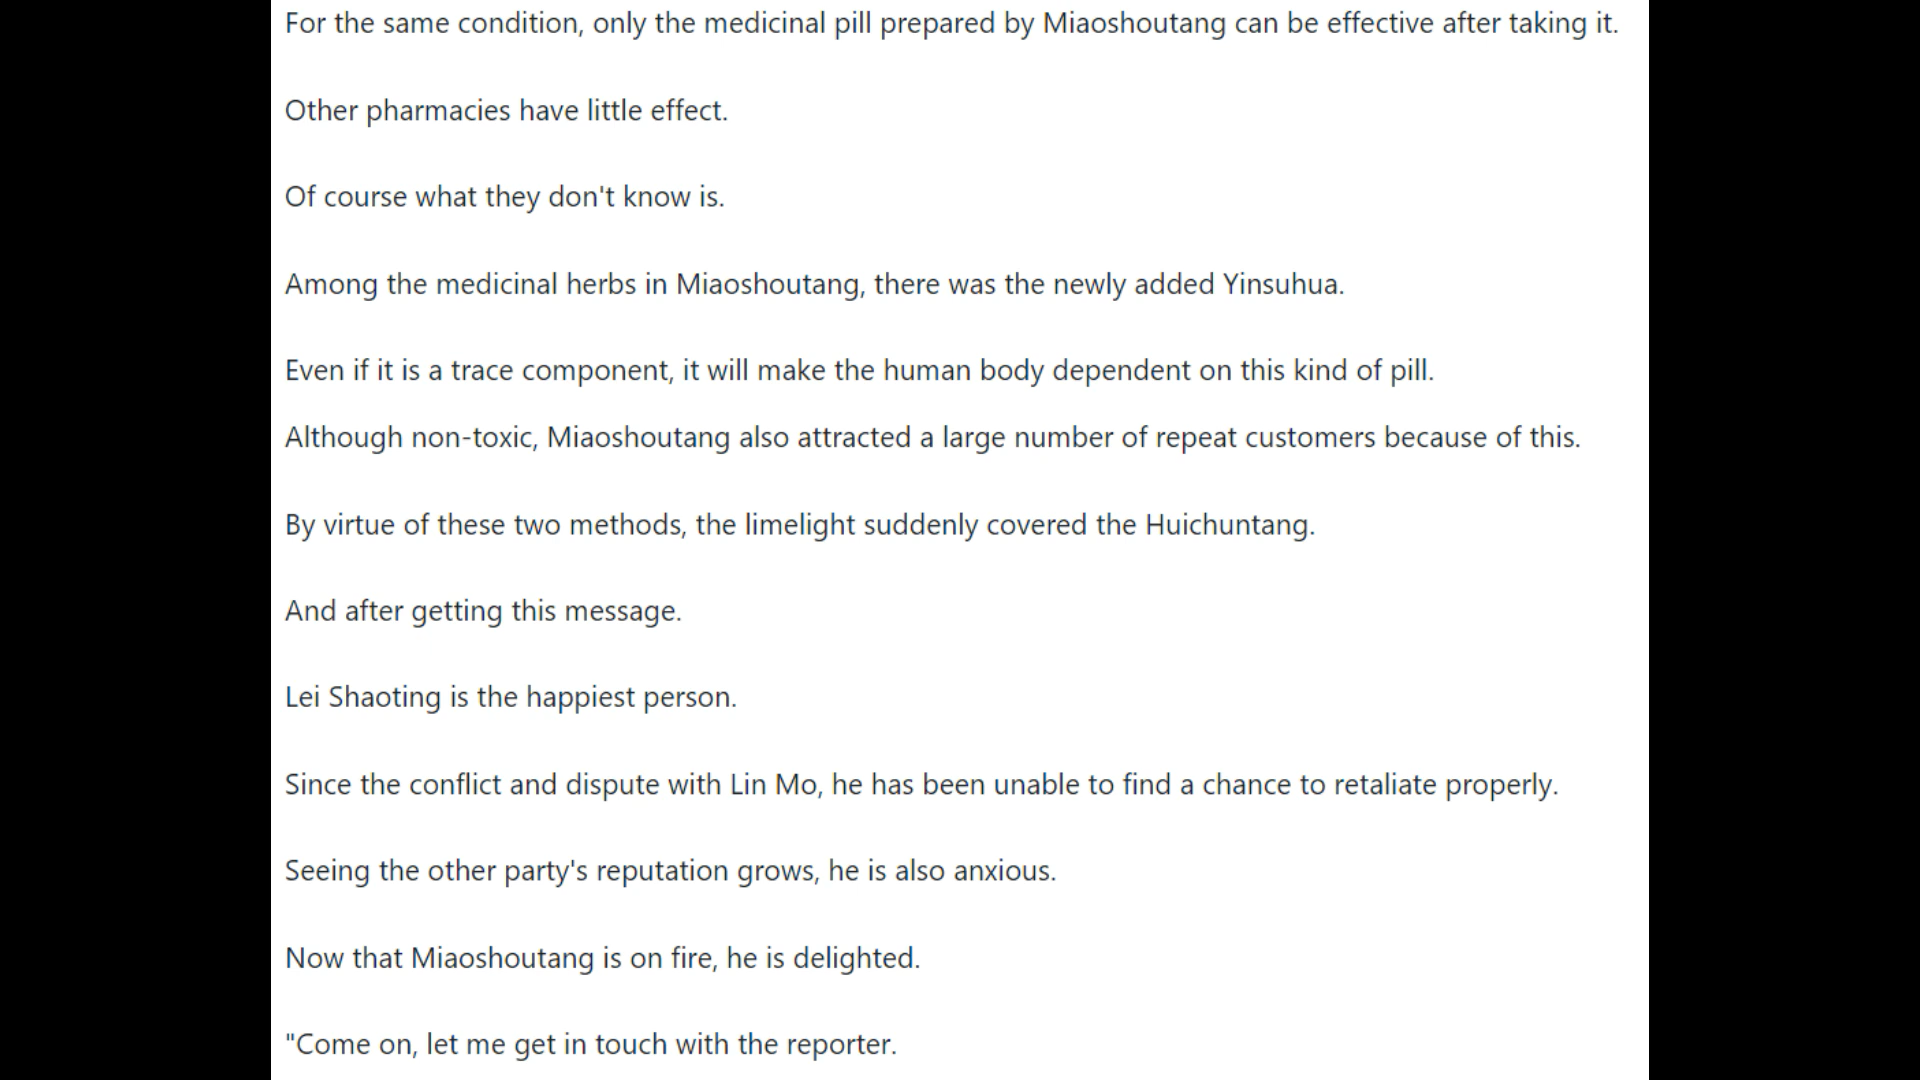 For the same condition, only the medicinal pill prepared by Miaoshoutang can be effective after taking it.
Other pharmacies have little effect.
Of course what they don't know is.
Among the medicinal herbs in Miaoshoutang, there was the newly added Yinsuhua.
Even if it is a trace component, it will make the human body dependent on this kind of pill.
Although non-toxic, Miaoshoutang also attracted a large number of repeat customers because of this.
By virtue of these two methods, the limelight suddenly covered the Huichuntang.
And after getting this message.
Lei Shaoting is the happiest person.
Since the conflict and dispute with Lin Mo, he has been unable to find a chance to retaliate properly.
Seeing the other party's reputation grows, he is also anxious.
Now that Miaoshoutang is on fire, he is delighted.
"Come on, let me get in touch with the reporter.